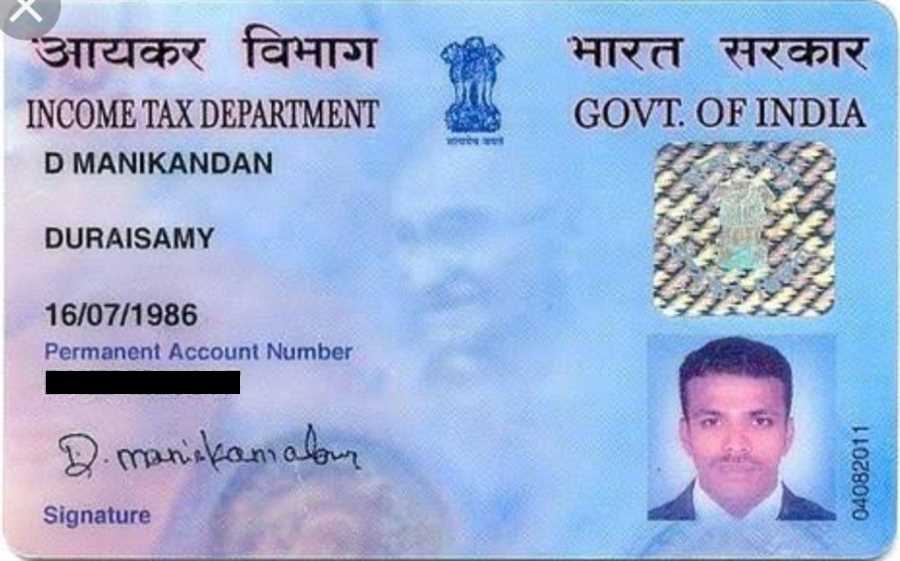 आयकर विभाग
भारत सरकार
INCOME TAX DEPARTMENT
GOVT. OF INDIA
सत्यमेव जयते
D MANIKANDAN
DURAISAMY
16/07/1986
Permanent Account Number
D. manikandan
Signature
04082011